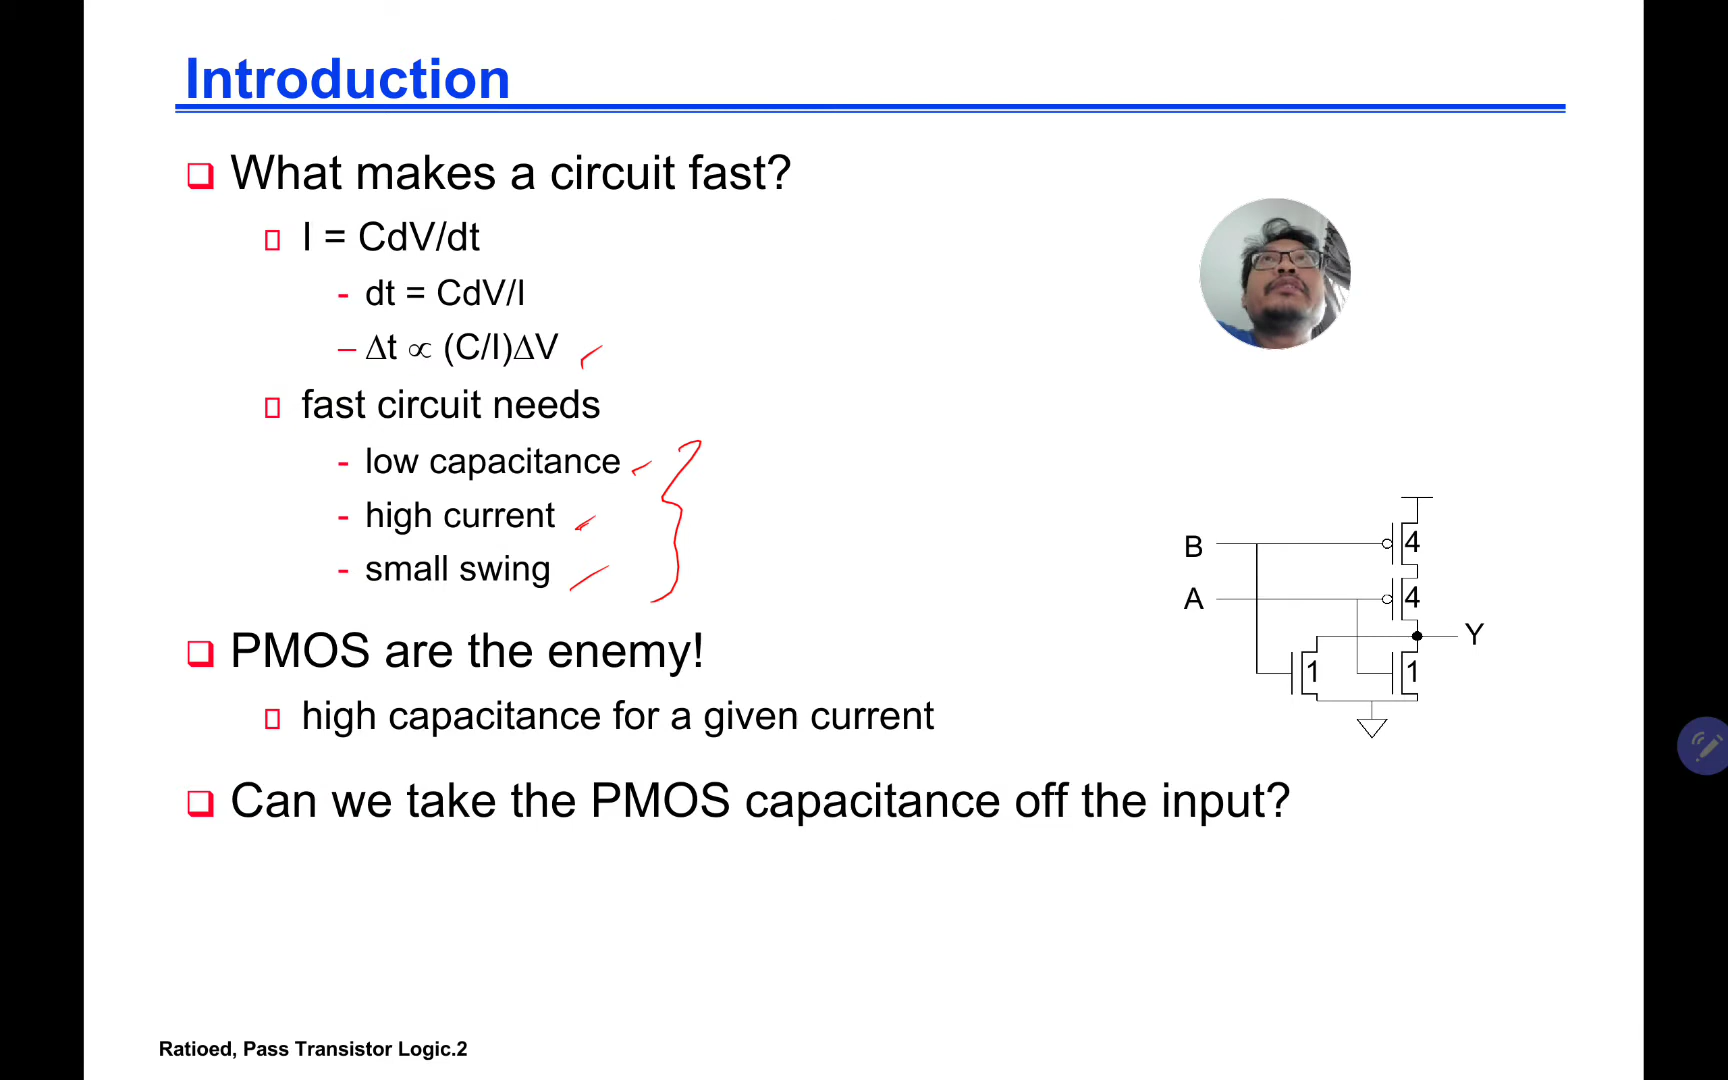 Introduction
What makes a circuit fast?
I = CdV/dt
- dt = CdV/I
– Δt ∝ (C/I)ΔV
fast circuit needs
- low capacitance
- high current
- small swing
PMOS are the enemy!
high capacitance for a given current
Can we take the PMOS capacitance off the input?
B
4
A
4
Y
1
1
Ratioed, Pass Transistor Logic.2